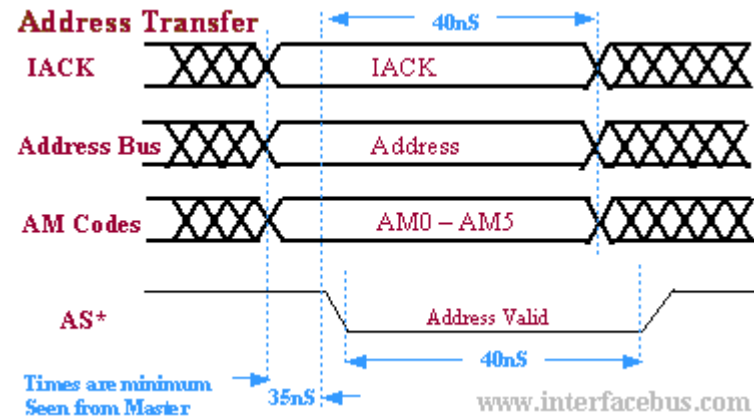 Address Transfer
40nS
IACK
IACK
Address Bus
Address
AM Codes
AM0 – AM5
AS*
Address Valid
40nS
Times are minimum
Seen from Master
35nS
www.interfacebus.com